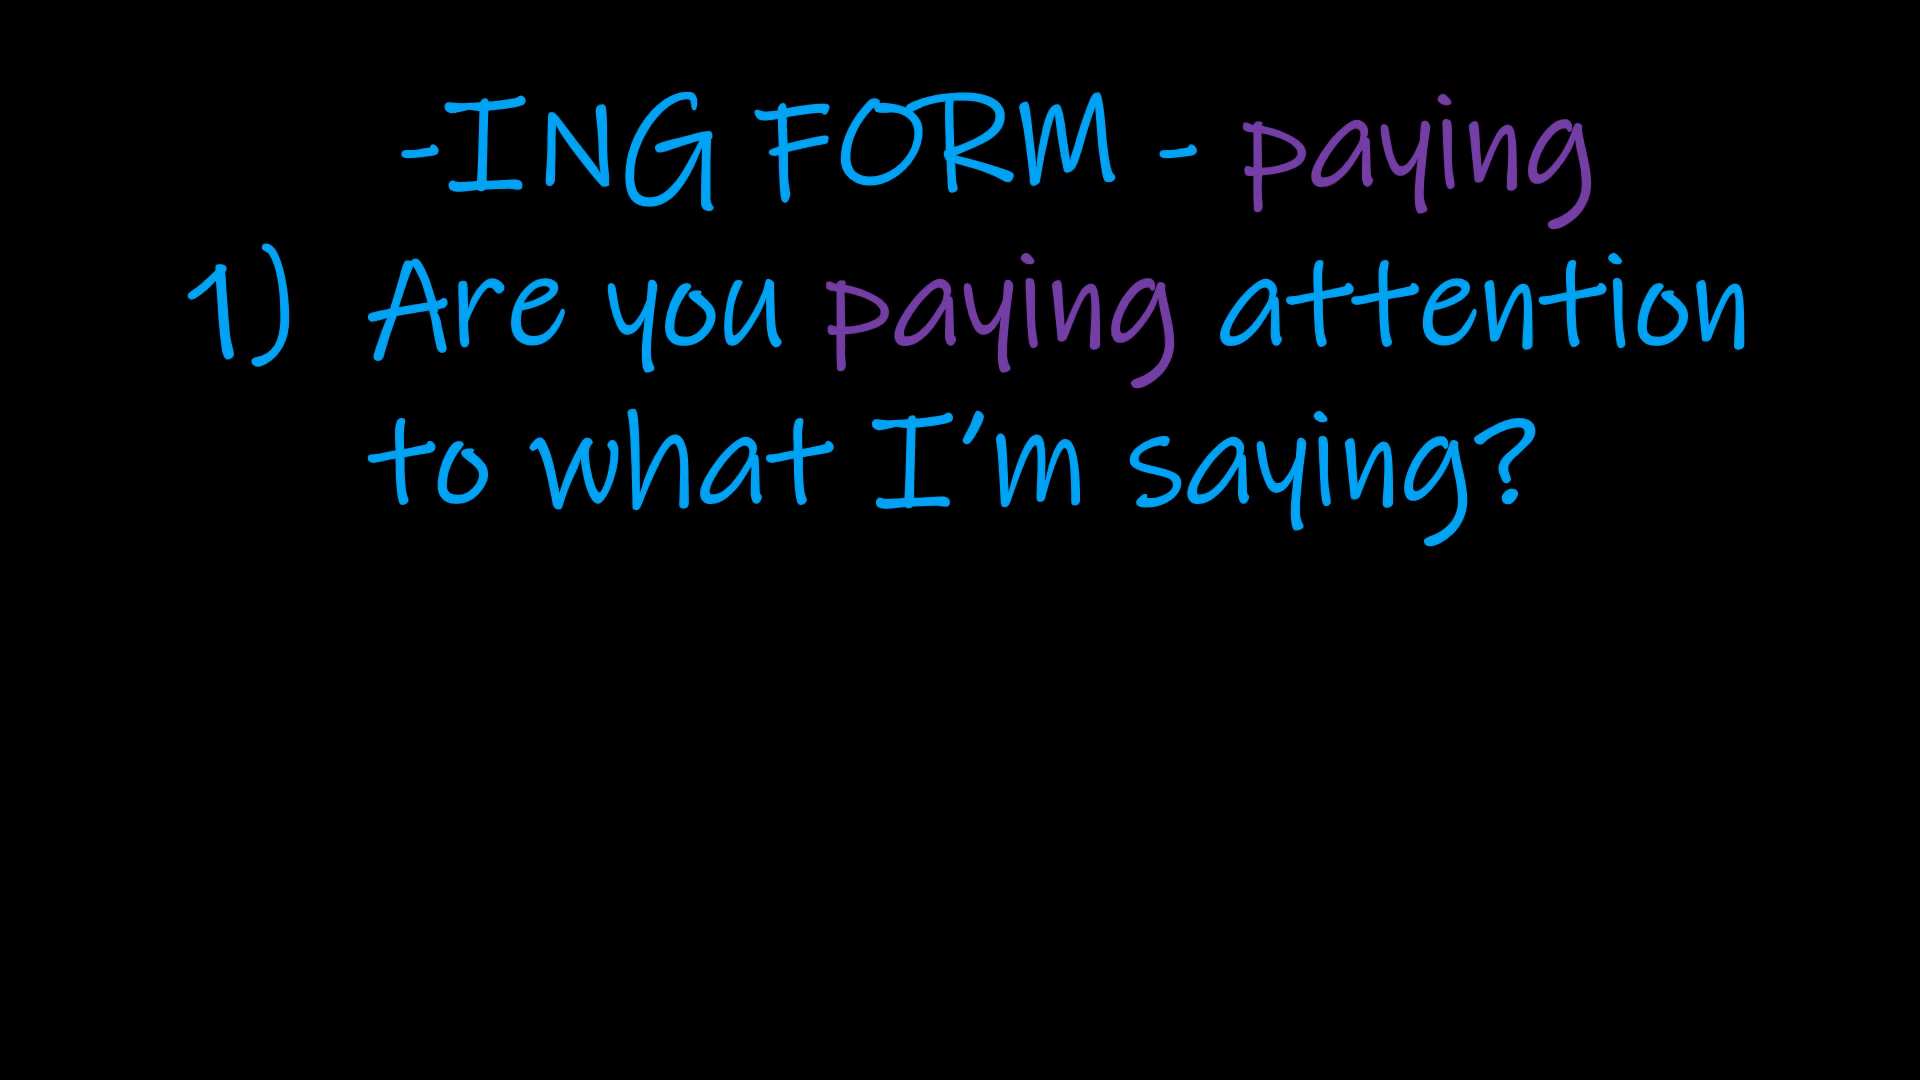 -ING FORM - paying
1) Are you paying attention
to what I'm saying?